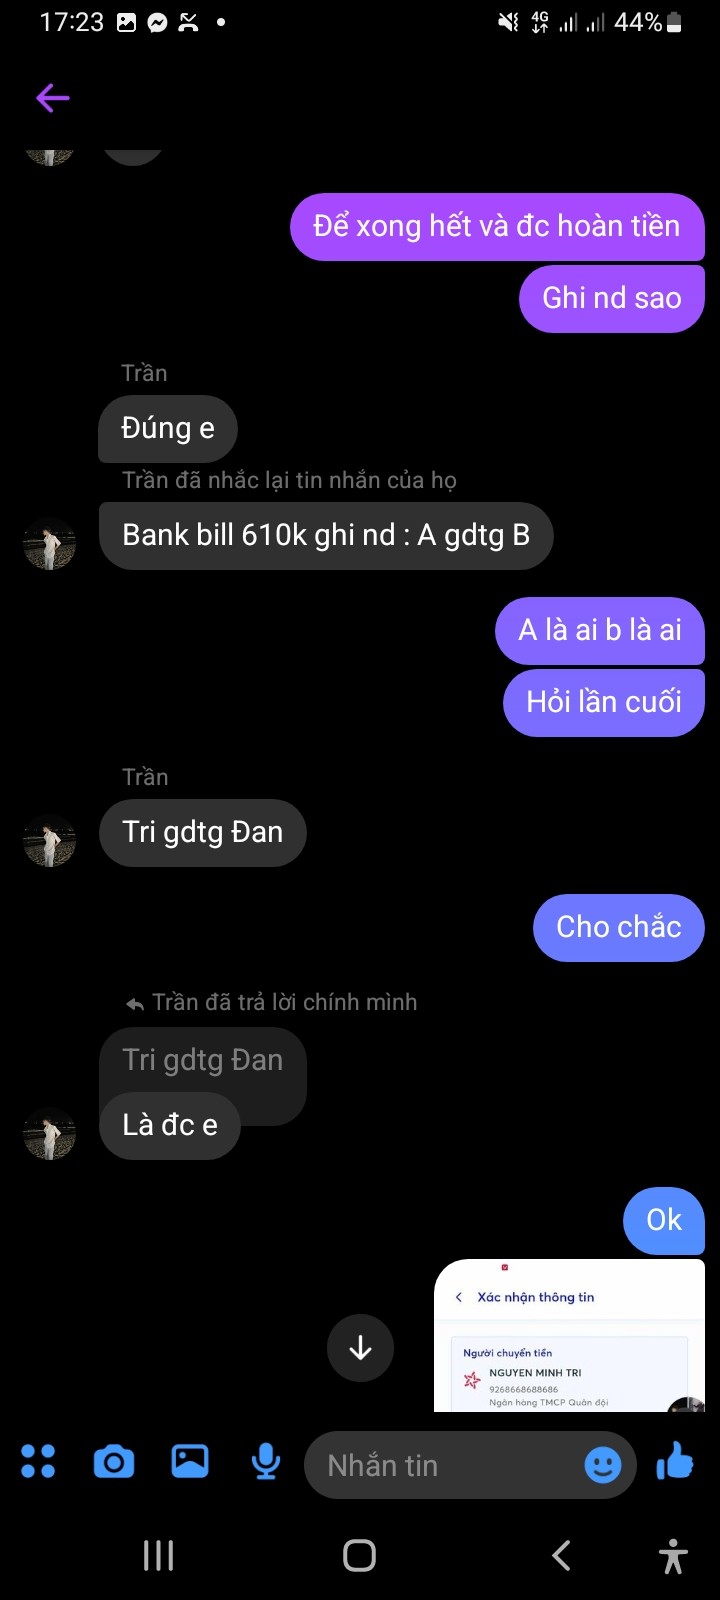 17:23
4G
44%
Để xong hết và đc hoàn tiền
Ghi nd sao
Trần
Đúng e
Trần đã nhắc lại tin nhắn của họ
Bank bill 610k ghi nd : A gdtg B
A là ai b là ai
Hỏi lần cuối
Trần
Tri gdtg Đan
Cho chắc
Trần đã trả lời chính mình
Tri gdtg Đan
Là đc e
Ok
Xác nhận thông tin
Người chuyển tiền
NGUYEN MINH TRI
9268668688686
Ngân hàng TMCP Quân đội
Nhắn tin